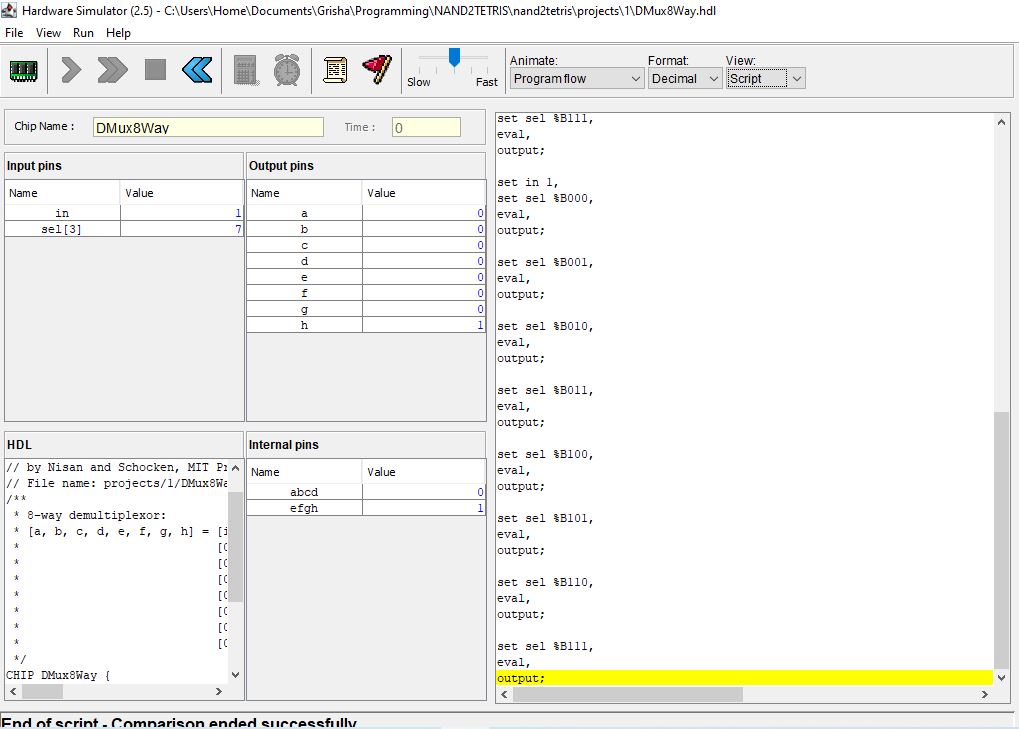 Hardware Simulator (2.5) - C:\Users\Home\Documents\Grisha\Programming\NAND2TETRIS\nand2tetris\projects\1\DMux8Way.hdl
File View Run Help
Slow Fast
Animate: Format: View:
Program flow Decimal Script
Chip Name : DMux8Way Time : 0
Input pins
Name Value
in 1
sel[3] 7
Output pins
Name Value
a 0
b 0
c 0
d 0
e 0
f 0
g 0
h 1
HDL
// by Nisan and Schocken, MIT Pr
// File name: projects/1/DMux8Wa
/**
* 8-way demultiplexor:
* [a, b, c, d, e, f, g, h] = [i
* [0
* [0
* [0
* [0
* [0
* [0
* [0
*/
CHIP DMux8Way {
Internal pins
Name Value
abcd 0
efgh 1
set sel %B111,
eval,
output;
set in 1,
set sel %B000,
eval,
output;
set sel %B001,
eval,
output;
set sel %B010,
eval,
output;
set sel %B011,
eval,
output;
set sel %B100,
eval,
output;
set sel %B101,
eval,
output;
set sel %B110,
eval,
output;
set sel %B111,
eval,
output;
End of script - Comparison ended successfully